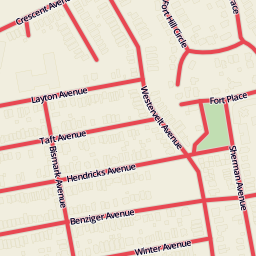 Crescent Avenue
Fort Hill Circle
Layton Avenue
Westervelt Avenue
Fort Place
Taft Avenue
Bismark Avenue
Hendricks Avenue
Sherman Avenue
Benziger Avenue
Winter Avenue